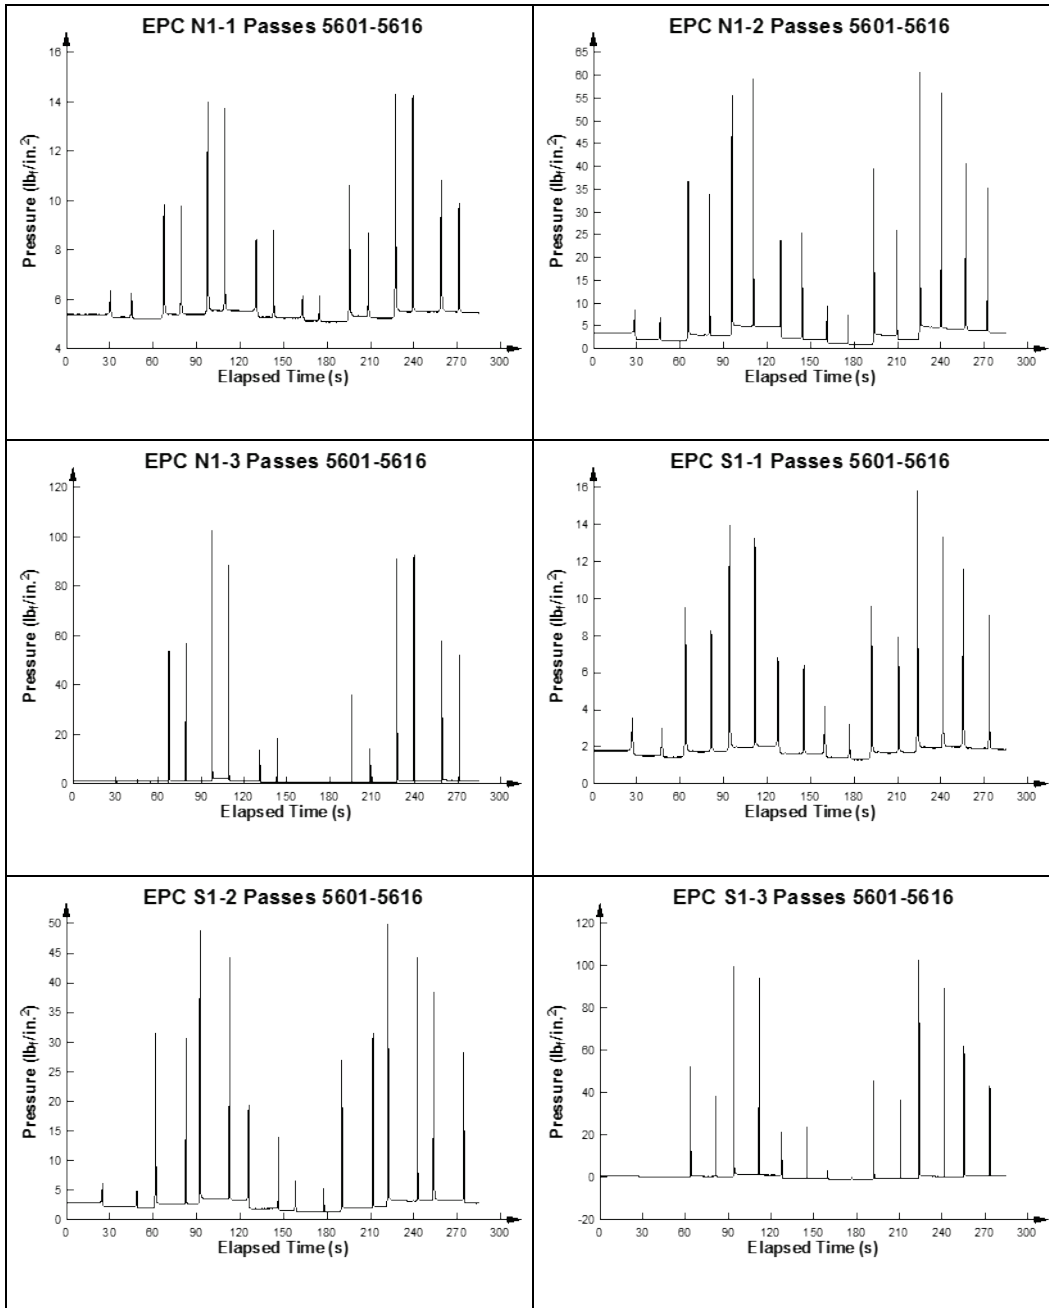 EPC N1-1 Passes 5601-5616
Pressure (lbf/in.²)
16
14
12
10
8
6
4
0 30 60 90 120 150 180 210 240 270 300
Elapsed Time (s)
EPC N1-2 Passes 5601-5616
Pressure (lbf/in.²)
65
60
55
50
45
40
35
30
25
20
15
10
5
0
0 30 60 90 120 150 180 210 240 270 300
Elapsed Time (s)
EPC N1-3 Passes 5601-5616
Pressure (lbf/in.²)
120
100
80
60
40
20
0
0 30 60 90 120 150 180 210 240 270 300
Elapsed Time (s)
EPC S1-1 Passes 5601-5616
Pressure (lbf/in.²)
16
14
12
10
8
6
4
2
0
0 30 60 90 120 150 180 210 240 270 300
Elapsed Time (s)
EPC S1-2 Passes 5601-5616
Pressure (lbf/in.²)
50
45
40
35
30
25
20
15
10
5
0
0 30 60 90 120 150 180 210 240 270 300
Elapsed Time (s)
EPC S1-3 Passes 5601-5616
Pressure (lbf/in.²)
120
100
80
60
40
20
0
-20
0 30 60 90 120 150 180 210 240 270 300
Elapsed Time (s)